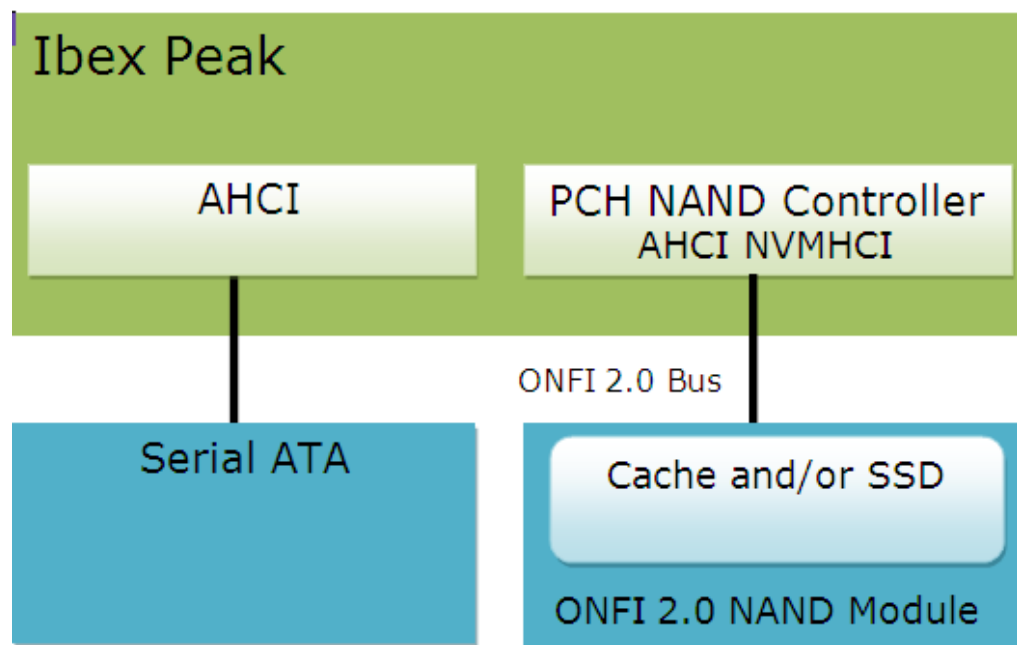 Ibex Peak
AHCI
PCH NAND Controller
AHCI NVMHCI
ONFI 2.0 Bus
Serial ATA
Cache and/or SSD
ONFI 2.0 NAND Module